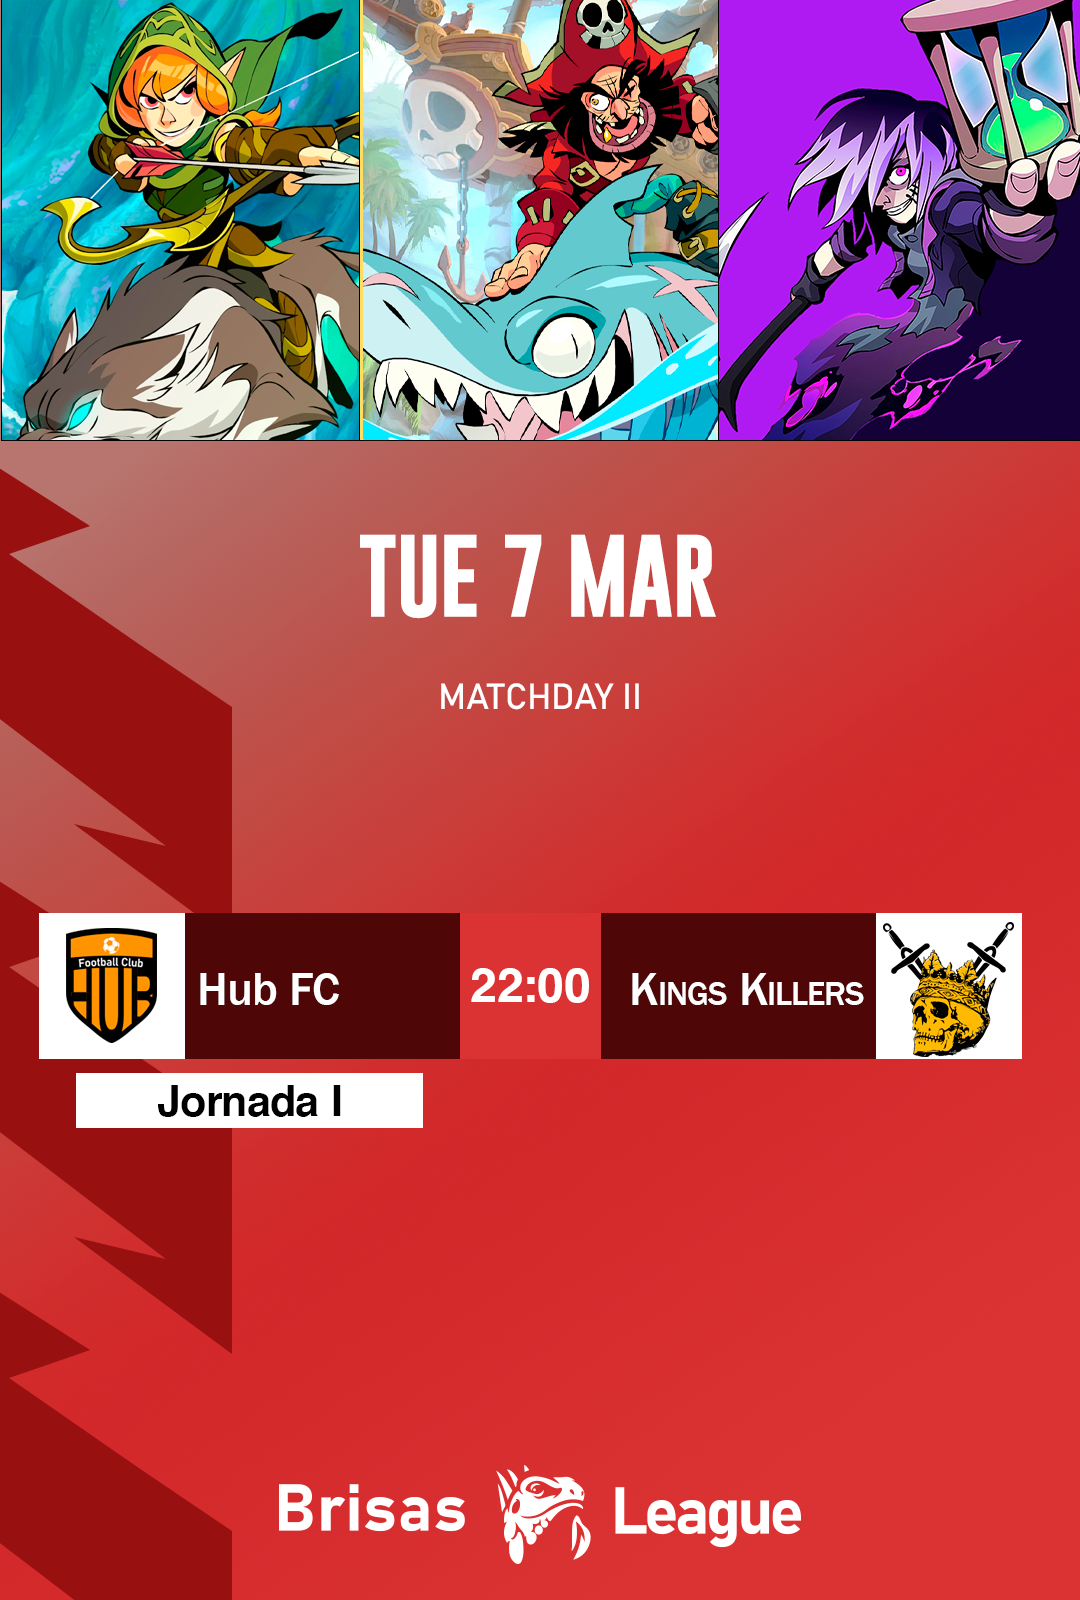 TUE 7 MAR
MATCHDAY II
Football Club
HUB
Hub FC
22:00
KINGS KILLERS
Jornada I
Brisas League